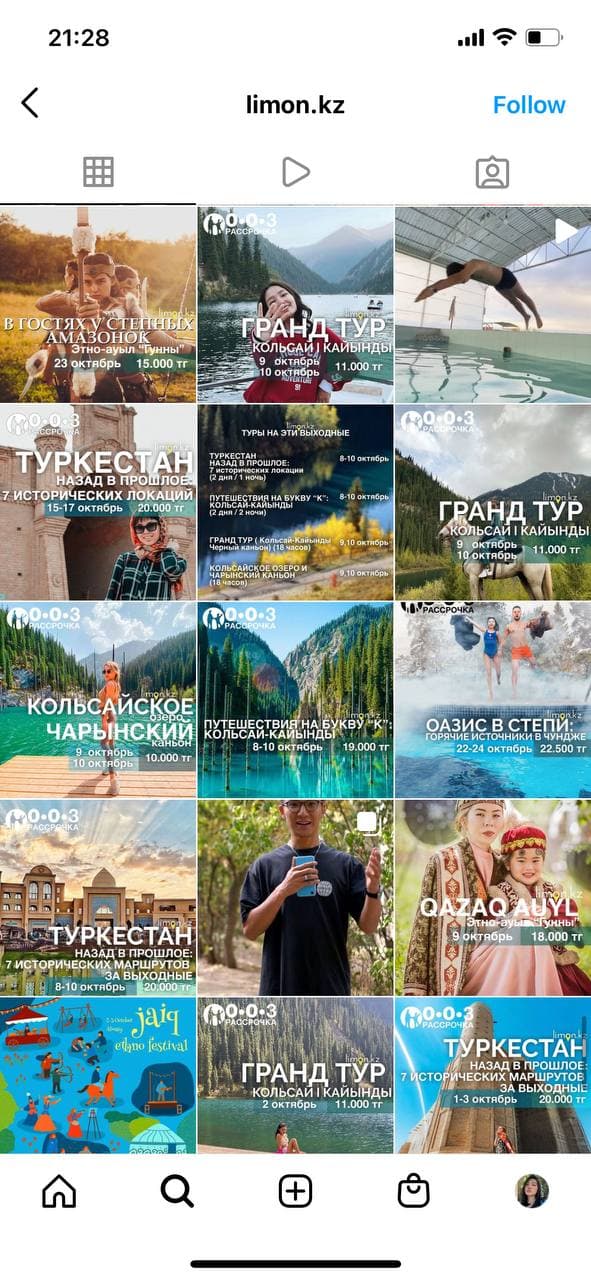 21:28
limon.kz
Follow
limon.kz
В ГОСТЯХ У СТЕПНЫХ
АМАЗОНОК
Этно-ауыл "Гунны"
23 октябрь 15.000 тг
0·0·3
РАССРОЧКА
limon.kz
ГРАНД ТУР
КОЛЬСАЙ І КАЙЫНДЫ
9 октябрь
10 октябрь
11.000 тг
0·0·3
РАССРОЧКА
limon.kz
ТУРКЕСТАН
НАЗАД В ПРОШЛОЕ:
7 ИСТОРИЧЕСКИХ ЛОКАЦИЙ
15-17 октябрь 20.000 тг
limon.kz
ТУРЫ НА ЭТИ ВЫХОДНЫЕ
ТУРКЕСТАН
НАЗАД В ПРОШЛОЕ:
7 исторических локации
(2 дня / 1 ночь)
8-10 октябрь
ПУТЕШЕСТВИЯ НА БУКВУ "К":
КОЛЬСАЙ-КАЙЫНДЫ
(2 дня / 2 ночи)
8-10 октябрь
ГРАНД ТУР ( Кольсай-Кайынды
Черный каньон) (18 часов)
9,10 октябрь
КОЛЬСАЙСКОЕ ОЗЕРО И
ЧАРЫНСКИЙ КАНЬОН
(18 часов)
9,10 октябрь
0·0·3
РАССРОЧКА
limon.kz
ГРАНД ТУР
КОЛЬСАЙ І КАЙЫНДЫ
9 октябрь
10 октябрь
11.000 тг
0·0·3
РАССРОЧКА
limon.kz
КОЛЬСАЙСКОЕ
озеро
ЧАРЫНСКИЙ
каньон
9 октябрь
10 октябрь
10.000 тг
0·0·3
РАССРОЧКА
limon.kz
ПУТЕШЕСТВИЯ НА БУКВУ "К":
КОЛЬСАЙ-КАЙЫНДЫ
8-10 октябрь 19.000 тг
0·0·3
РАССРОЧКА
limon.kz
ОАЗИС В СТЕПИ:
ГОРЯЧИЕ ИСТОЧНИКИ В ЧУНДЖЕ
22-24 октябрь 22.500 тг
0·0·3
РАССРОЧКА
limon.kz
ТУРКЕСТАН
НАЗАД В ПРОШЛОЕ:
7 ИСТОРИЧЕСКИХ МАРШРУТОВ
ЗА ВЫХОДНЫЕ
8-10 октябрь 20.000 тг
limon.kz
QAZAQ AUYL
Этно-ауыл "Гунны"
9 октябрь 18.000 тг
jaiq
ethno festival
0·0·3
РАССРОЧКА
limon.kz
ГРАНД ТУР
КОЛЬСАЙ І КАЙЫНДЫ
2 октябрь 11.000 тг
0·0·3
РАССРОЧКА
limon.kz
ТУРКЕСТАН
НАЗАД В ПРОШЛОЕ:
7 ИСТОРИЧЕСКИХ МАРШРУТОВ
ЗА ВЫХОДНЫЕ
1-3 октябрь 20.000 тг